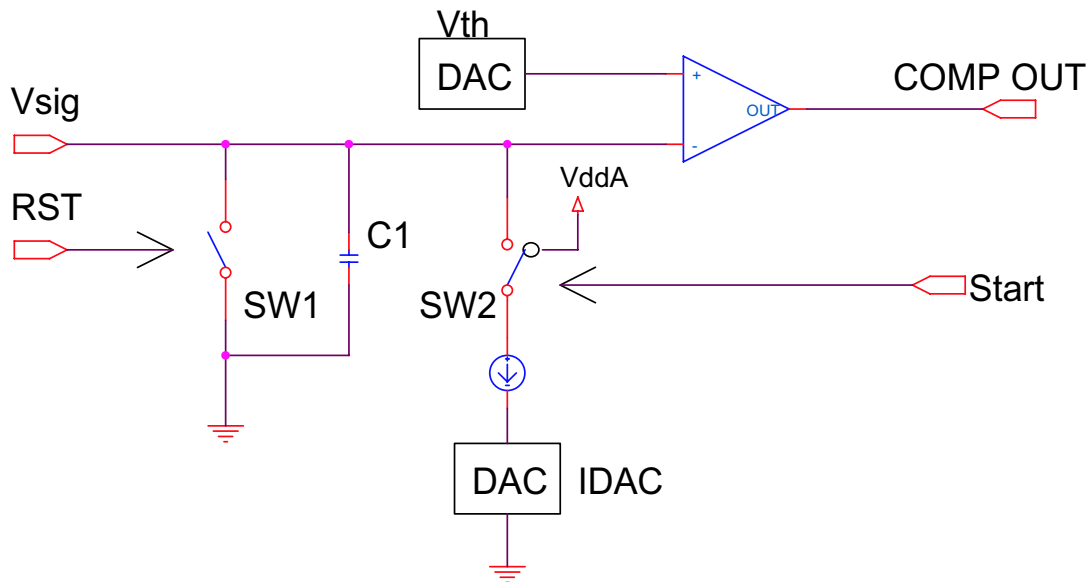 Vth
DAC
COMP OUT
Vsig
+
OUT
-
VddA
RST
C1
SW1
SW2
Start
+
-
DAC
IDAC